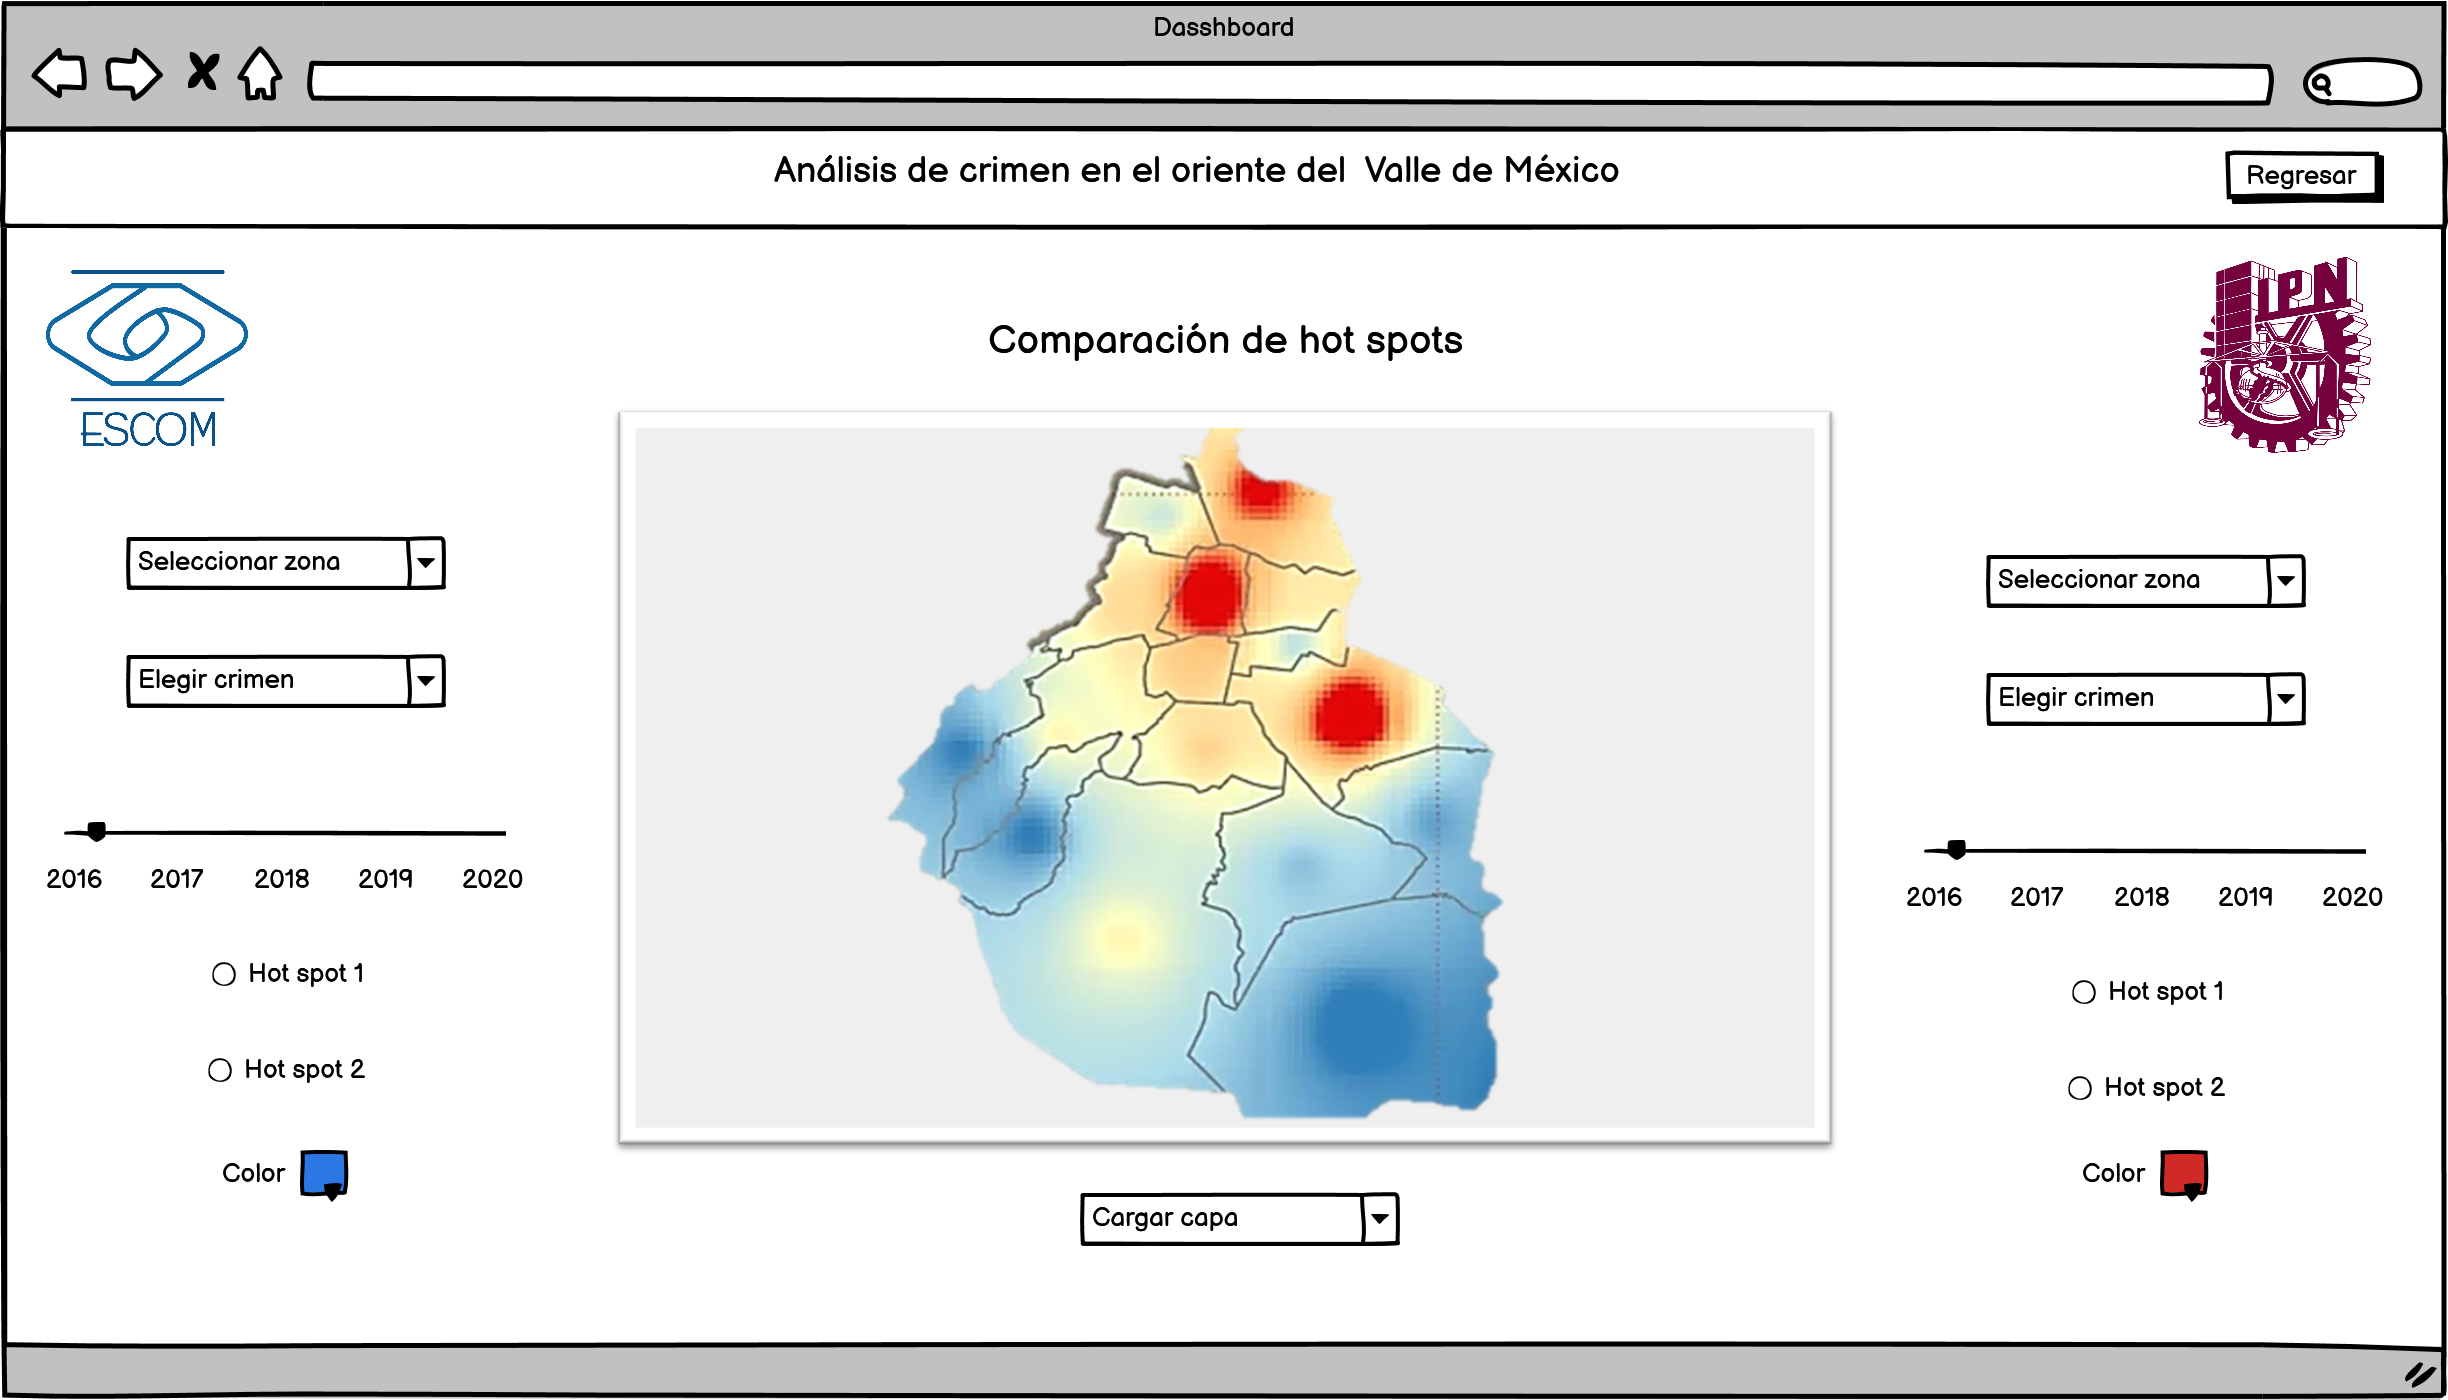 Dasshboard
Análisis de crimen en el oriente del Valle de México
Regresar
ESCOM
IPN
Comparación de hot spots
Seleccionar zona
Elegir crimen
2016 2017 2018 2019 2020
Hot spot 1
Hot spot 2
Color
Cargar capa
Seleccionar zona
Elegir crimen
2016 2017 2018 2019 2020
Hot spot 1
Hot spot 2
Color